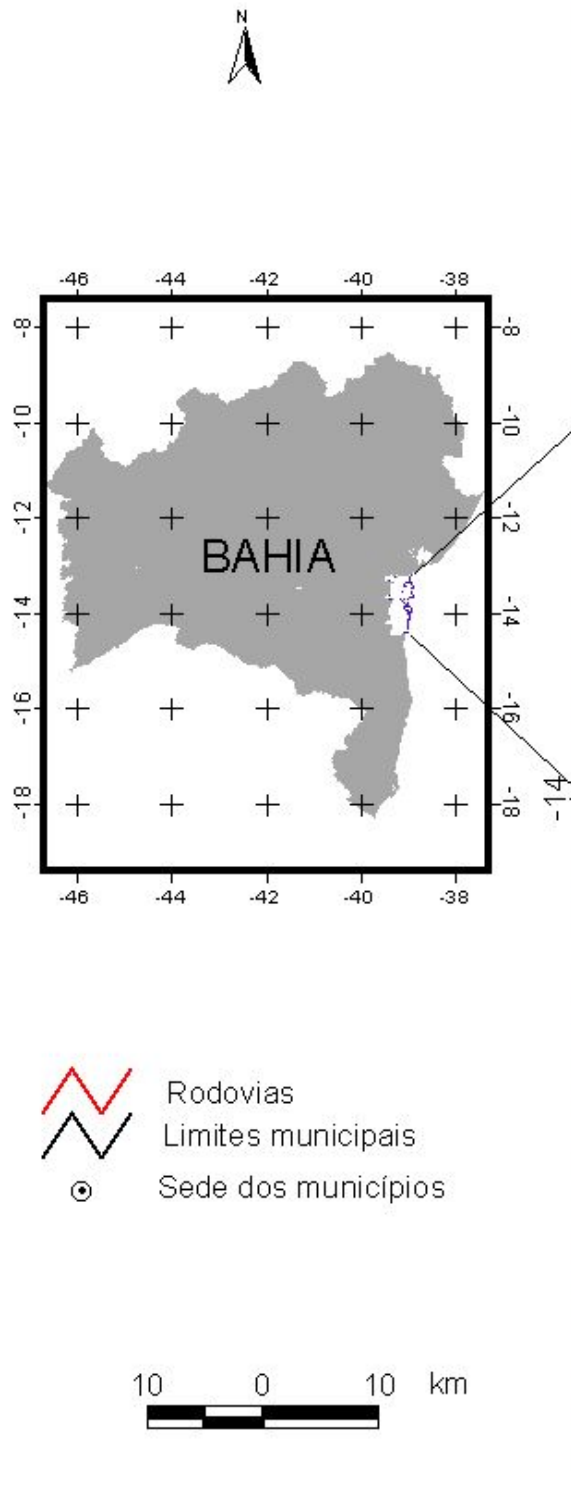 N
-46 -44 -42 -40 -38
-8 -8
-10 -10
-12 -12
BAHIA
-14 -14
-16 -16
-18 -18
-14
-46 -44 -42 -40 -38
Rodovias
Limites municipais
Sede dos municípios
10 0 10 km